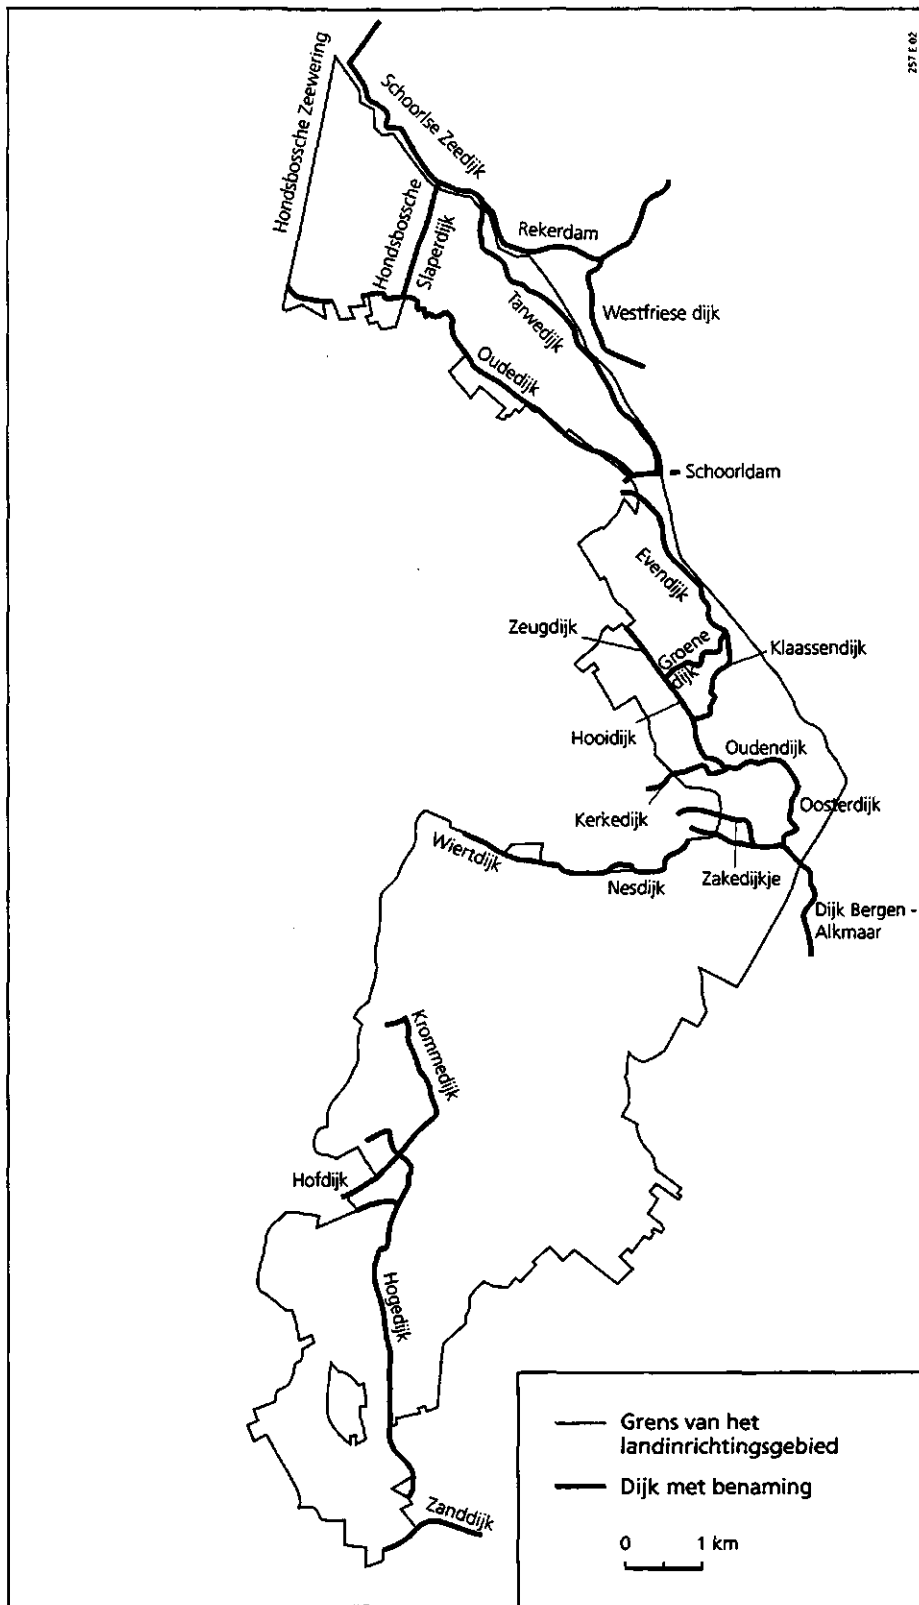 257 E 02
Hondsbossche Zeewering
Schoorlse Zeedijk
Hondsbossche
Slaperdijk
Rekerdam
Westfriese dijk
Tarwedijk
Oudedijk
Schoorldam
Evendijk
Zeugdijk
Groene
dijk
Klaassendijk
Hooidijk
Oudendijk
Oosterdijk
Kerkedijk
Wiertdijk
Nesdijk
Zakedijkje
Dijk Bergen -
Alkmaar
Krommedijk
Hofdijk
Hogedijk
Zanddijk
Grens van het
landinrichtingsgebied
Dijk met benaming
0 1 km